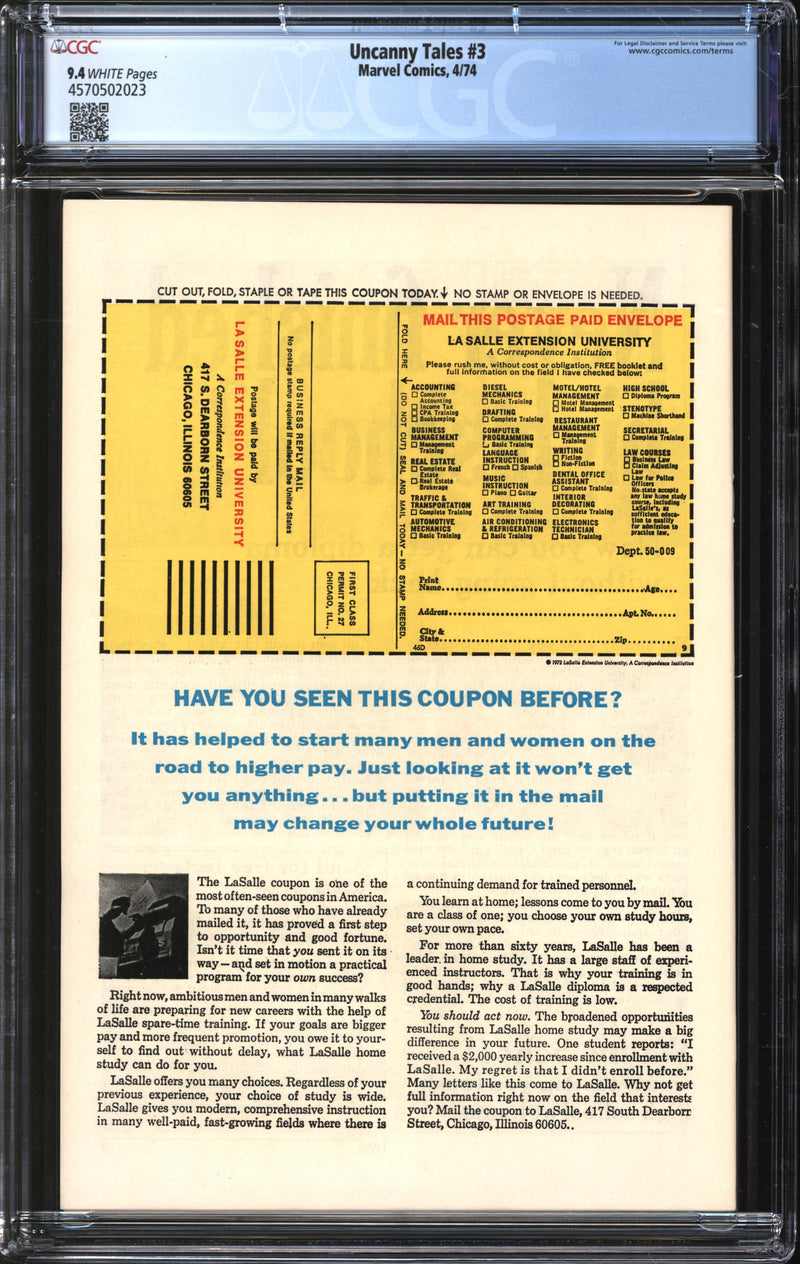 CGC
9.4 WHITE Pages
4570502023
Uncanny Tales #3
Marvel Comics, 4/74
For Legal Disclaimer and Service Terms please visit:
www.cgccomics.com/terms
CGC
CUT OUT, FOLD, STAPLE OR TAPE THIS COUPON TODAY. NO STAMP OR ENVELOPE IS NEEDED.
BUSINESS REPLY MAIL
No postage stamp required if mailed in the United States
Postage will be paid by
LA SALLE EXTENSION UNIVERSITY
A Correspondence Institution
417 S. DEARBORN STREET
CHICAGO, ILLINOIS 60605
FIRST CLASS
PERMIT NO. 27
CHICAGO, ILL.
FOLD HERE (DO NOT CUT) SEAL AND MAIL TODAY — NO STAMP NEEDED.
MAIL THIS POSTAGE PAID ENVELOPE
LA SALLE EXTENSION UNIVERSITY
A Correspondence Institution
Please rush me, without cost or obligation, FREE booklet and
full information on the field I have checked below:
ACCOUNTING
Complete
Accounting
Income Tax
CPA Training
Bookkeeping
BUSINESS
MANAGEMENT
Management
Training
REAL ESTATE
Complete Real
Estate
Real Estate
Brokerage
TRAFFIC &
TRANSPORTATION
Complete Training
AUTOMOTIVE
MECHANICS
Basic Training
DIESEL
MECHANICS
Basic Training
DRAFTING
Complete Training
COMPUTER
PROGRAMMING
Basic Training
LANGUAGE
INSTRUCTION
French Spanish
MUSIC
INSTRUCTION
Piano Guitar
ART TRAINING
Complete Training
AIR CONDITIONING
& REFRIGERATION
Basic Training
MOTEL/HOTEL
MANAGEMENT
Motel Management
Hotel Management
RESTAURANT
MANAGEMENT
Management
Training
WRITING
Fiction
Non-Fiction
DENTAL OFFICE
ASSISTANT
Complete Training
INTERIOR
DECORATING
Complete Training
ELECTRONICS
TECHNICIAN
Basic Training
HIGH SCHOOL
Diploma Program
STENOTYPE
Machine Shorthand
SECRETARIAL
Complete Training
LAW COURSES
Business Law
Claim Adjusting
Law
Law for Police
Officers
No state accepts
any law home study
course, including
LaSalle's, as
sufficient educa-
tion to qualify
for admission to
practice law.
Dept. 50-009
Print
Name Age
Address Apt. No.
City &
State Zip
46D 9
© 1972 LaSalle Extension University. A Correspondence Institution
HAVE YOU SEEN THIS COUPON BEFORE?
It has helped to start many men and women on the
road to higher pay. Just looking at it won't get
you anything...but putting it in the mail
may change your whole future!
The LaSalle coupon is one of the
most often-seen coupons in America.
To many of those who have already
mailed it, it has proved a first step
to opportunity and good fortune.
Isn't it time that you sent it on its
way—and set in motion a practical
program for your own success?
Right now, ambitious men and women in many walks
of life are preparing for new careers with the help of
LaSalle spare-time training. If your goals are bigger
pay and more frequent promotion, you owe it to your-
self to find out without delay, what LaSalle home
study can do for you.
LaSalle offers you many choices. Regardless of your
previous experience, your choice of study is wide.
LaSalle gives you modern, comprehensive instruction
in many well-paid, fast-growing fields where there is
a continuing demand for trained personnel.
You learn at home; lessons come to you by mail. You
are a class of one; you choose your own study hours,
set your own pace.
For more than sixty years, LaSalle has been a
leader in home study. It has a large staff of experi-
enced instructors. That is why your training is in
good hands; why a LaSalle diploma is a respected
credential. The cost of training is low.
You should act now. The broadened opportunities
resulting from LaSalle home study may make a big
difference in your future. One student reports: “I
received a $2,000 yearly increase since enrollment with
LaSalle. My regret is that I didn't enroll before.”
Many letters like this come to LaSalle. Why not get
full information right now on the field that interests
you? Mail the coupon to LaSalle, 417 South Dearborr
Street, Chicago, Illinois 60605..